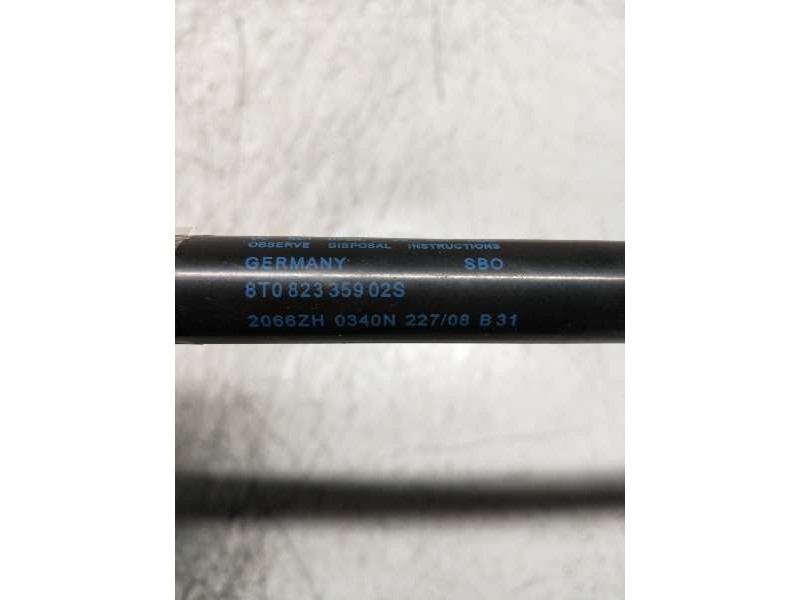 OBSERVE DISPOSAL INSTRUCTIONS
GERMANY SBO
8T0 823 359 02S
2066ZH 0340N 227/08 B31